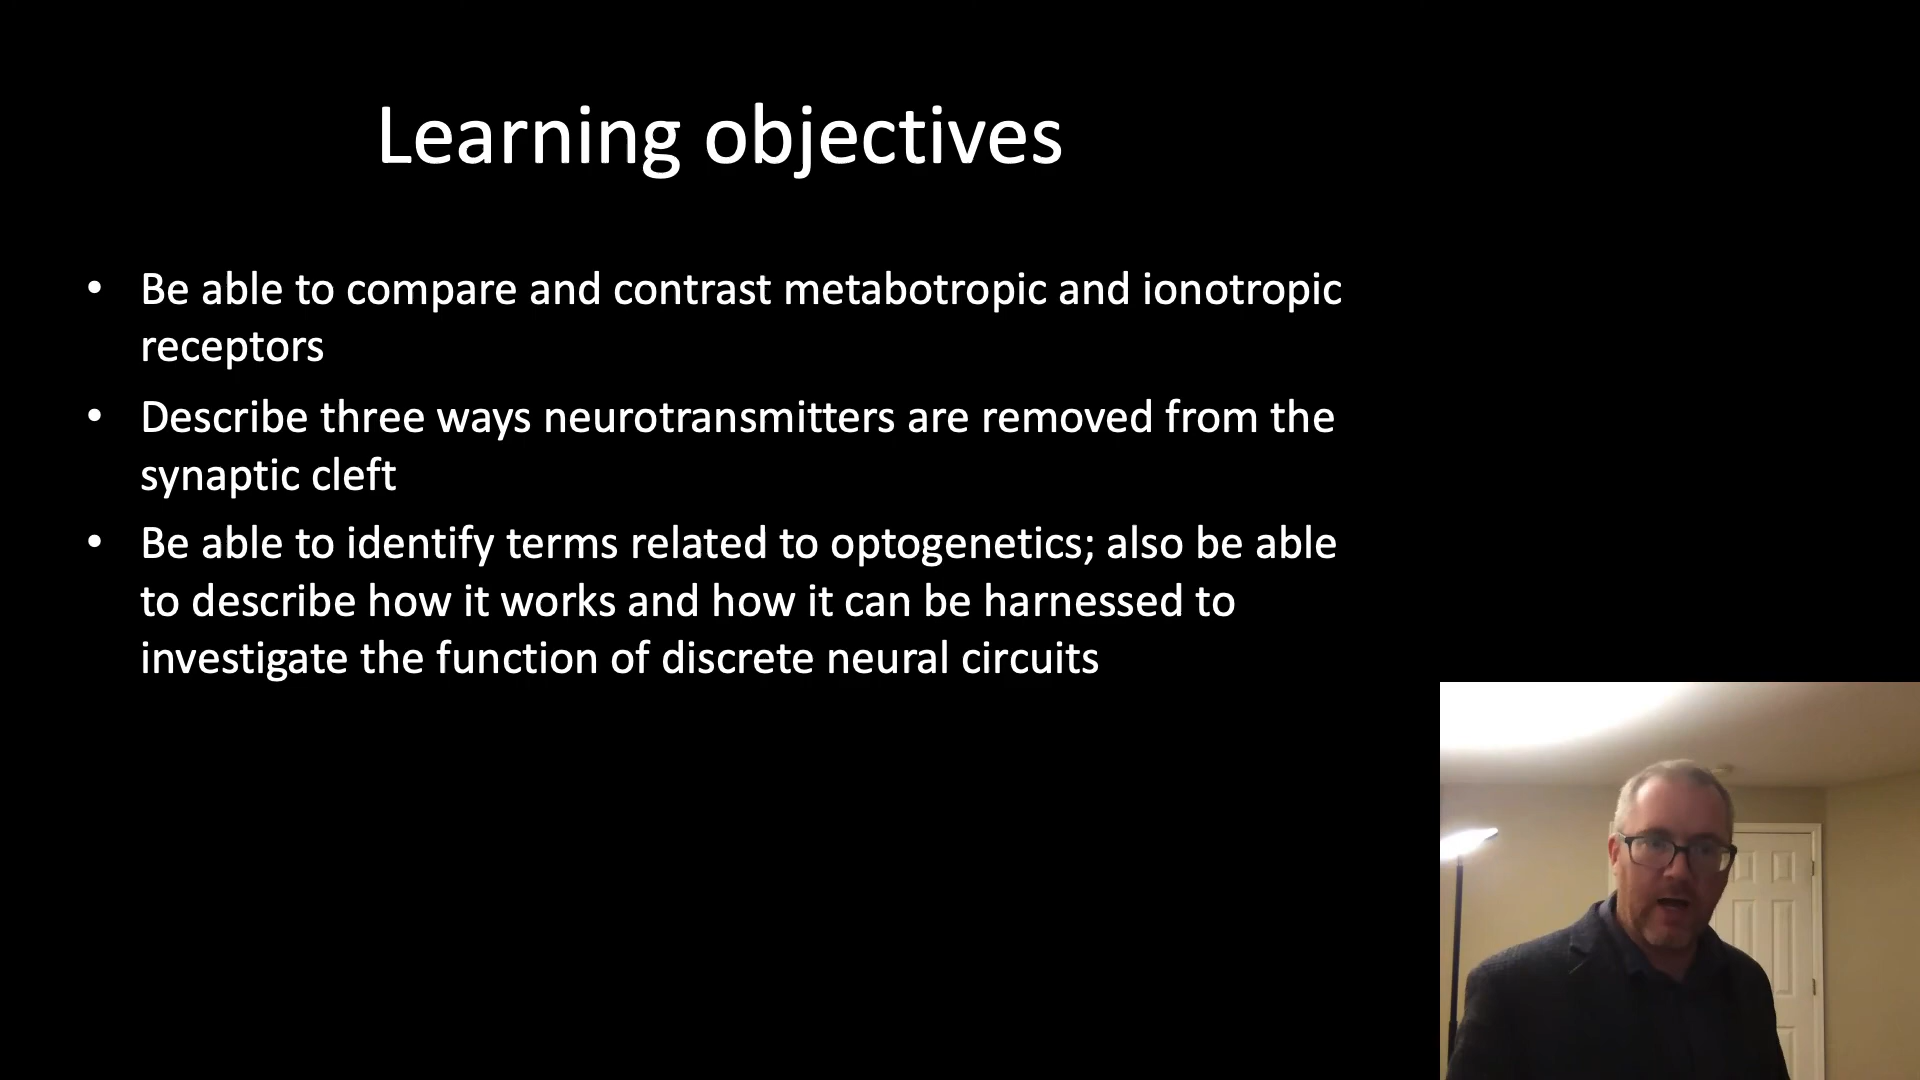 Learning objectives
• Be able to compare and contrast metabotropic and ionotropic
receptors
• Describe three ways neurotransmitters are removed from the
synaptic cleft
• Be able to identify terms related to optogenetics; also be able
to describe how it works and how it can be harnessed to
investigate the function of discrete neural circuits